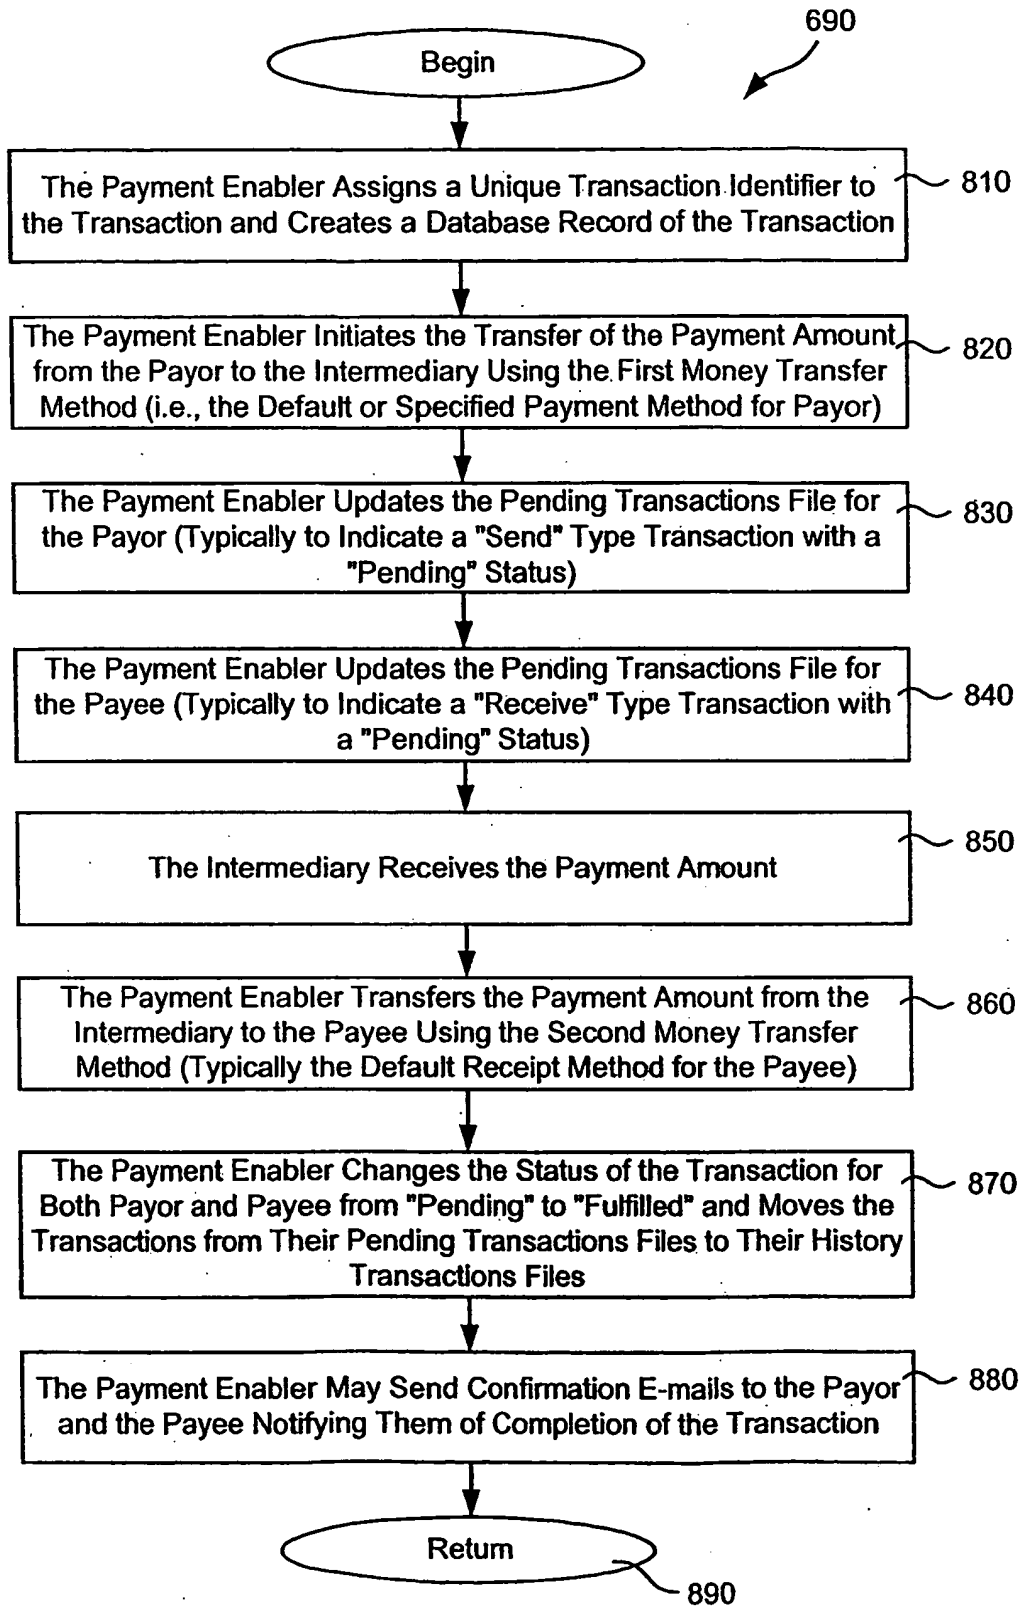 690
Begin
The Payment Enabler Assigns a Unique Transaction Identifier to
the Transaction and Creates a Database Record of the Transaction
810
The Payment Enabler Initiates the Transfer of the Payment Amount
from the Payor to the Intermediary Using the First Money Transfer
Method (i.e., the Default or Specified Payment Method for Payor)
820
The Payment Enabler Updates the Pending Transactions File for
the Payor (Typically to Indicate a "Send" Type Transaction with a
"Pending" Status)
830
The Payment Enabler Updates the Pending Transactions File for
the Payee (Typically to Indicate a "Receive" Type Transaction with
a "Pending" Status)
840
The Intermediary Receives the Payment Amount
850
The Payment Enabler Transfers the Payment Amount from the
Intermediary to the Payee Using the Second Money Transfer
Method (Typically the Default Receipt Method for the Payee)
860
The Payment Enabler Changes the Status of the Transaction for
Both Payor and Payee from "Pending" to "Fulfilled" and Moves the
Transactions from Their Pending Transactions Files to Their History
Transactions Files
870
The Payment Enabler May Send Confirmation E-mails to the Payor
and the Payee Notifying Them of Completion of the Transaction
880
Return
890